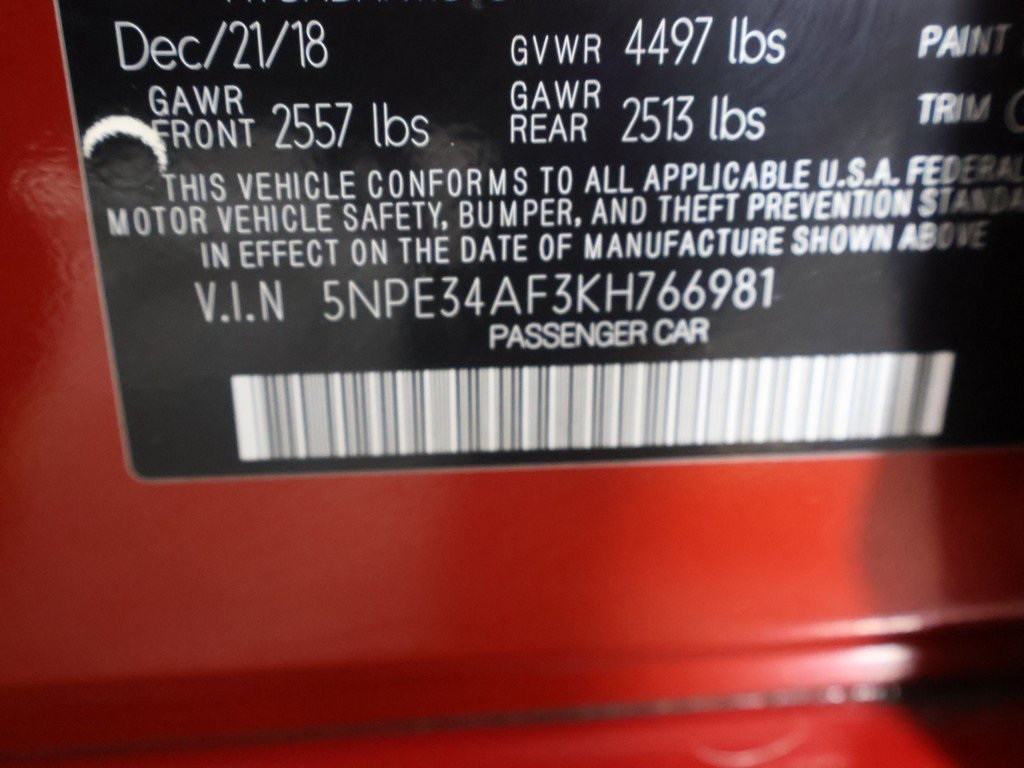 Dec/21/18 GVWR 4497 lbs PAINT
GAWR FRONT 2557 lbs GAWR REAR 2513 lbs TRIM
THIS VEHICLE CONFORMS TO ALL APPLICABLE U.S.A. FEDERAL
MOTOR VEHICLE SAFETY, BUMPER, AND THEFT PREVENTION STANDA
IN EFFECT ON THE DATE OF MANUFACTURE SHOWN ABOVE
V.I.N 5NPE34AF3KH766981
PASSENGER CAR